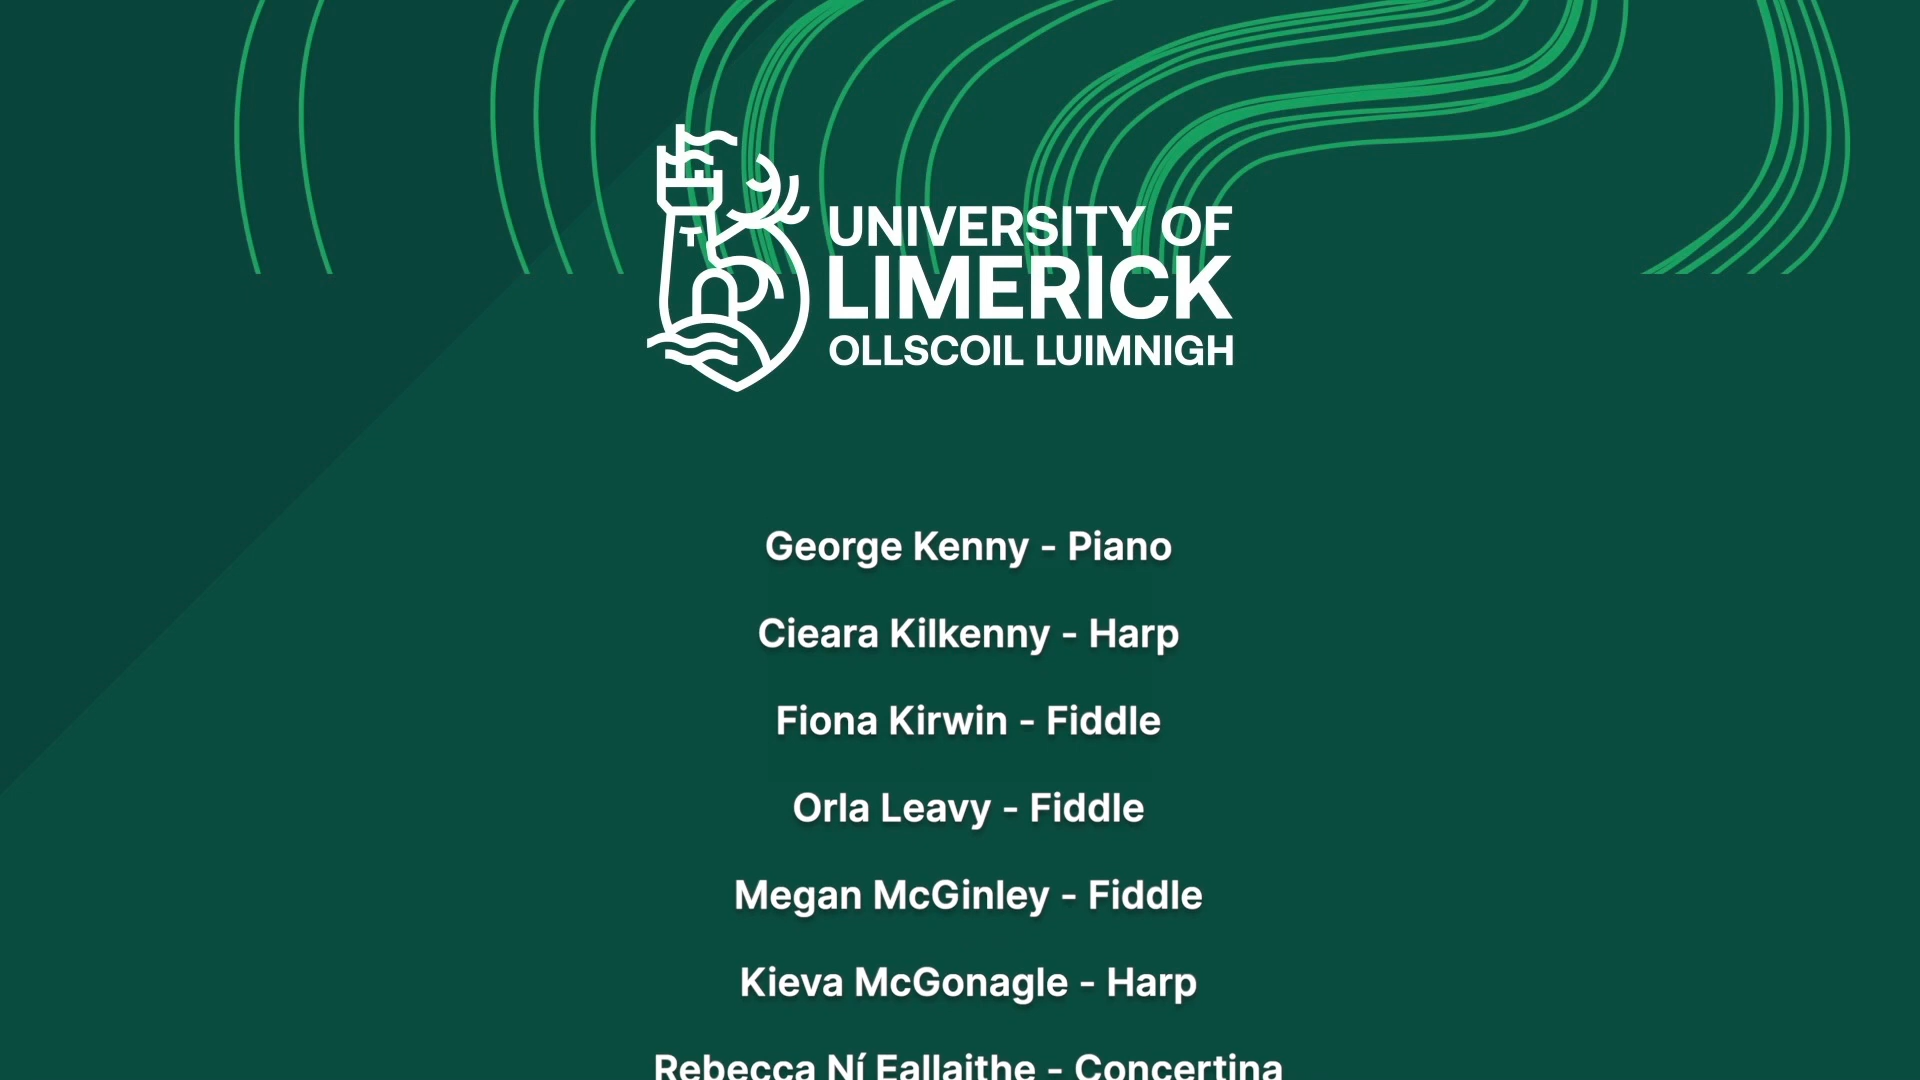 UNIVERSITY OF
LIMERICK
OLLSCOIL LUIMNIGH
George Kenny - Piano
Cieara Kilkenny - Harp
Fiona Kirwin - Fiddle
Orla Leavy - Fiddle
Megan McGinley - Fiddle
Kieva McGonagle - Harp
Rebecca Ní Eallaithe - Concertina